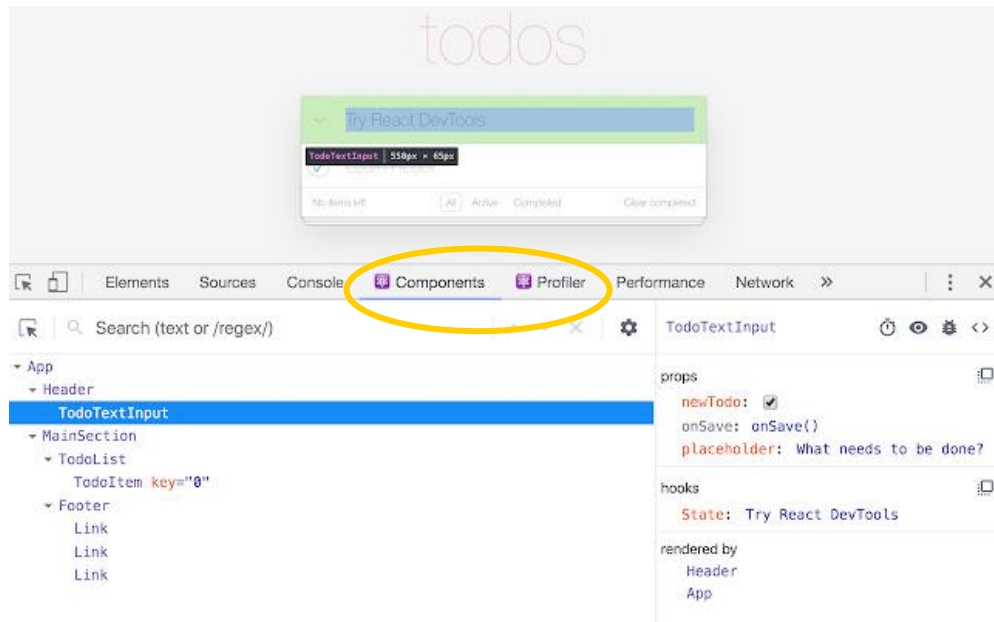 todos
Try React DevTools
TodoTextInput | 550px × 65px
No items left All Active Completed Clear completed
Elements Sources Console Components Profiler Performance Network »
Search (text or /regex/)
TodoTextInput
App
Header
TodoTextInput
MainSection
TodoList
TodoItem key="0"
Footer
Link
Link
Link
props
newTodo:
onSave: onSave()
placeholder: What needs to be done?
hooks
State: Try React DevTools
rendered by
Header
App